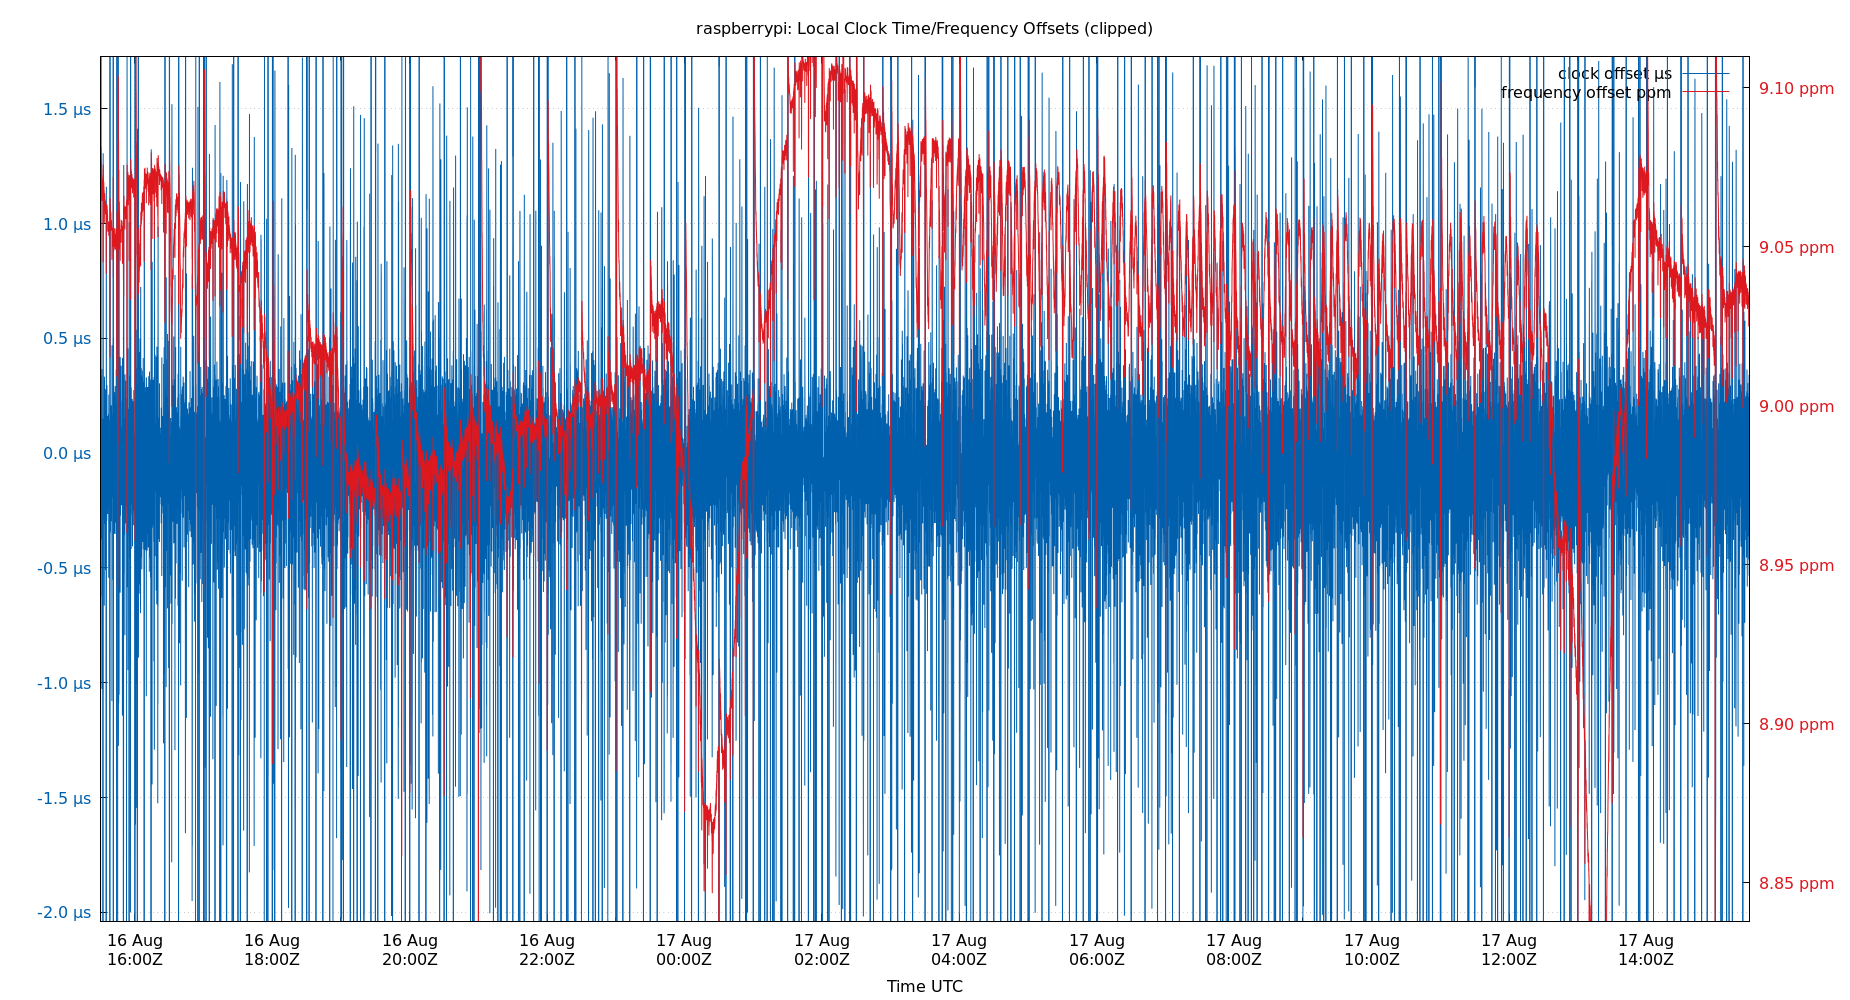 raspberrypi: Local Clock Time/Frequency Offsets (clipped)
clock offset µs
frequency offset ppm
1.5 µs
1.0 µs
0.5 µs
0.0 µs
-0.5 µs
-1.0 µs
-1.5 µs
-2.0 µs
9.10 ppm
9.05 ppm
9.00 ppm
8.95 ppm
8.90 ppm
8.85 ppm
16 Aug 16 Aug 16 Aug 16 Aug 17 Aug 17 Aug 17 Aug 17 Aug 17 Aug 17 Aug 17 Aug 17 Aug
16:00Z 18:00Z 20:00Z 22:00Z 00:00Z 02:00Z 04:00Z 06:00Z 08:00Z 10:00Z 12:00Z 14:00Z
Time UTC